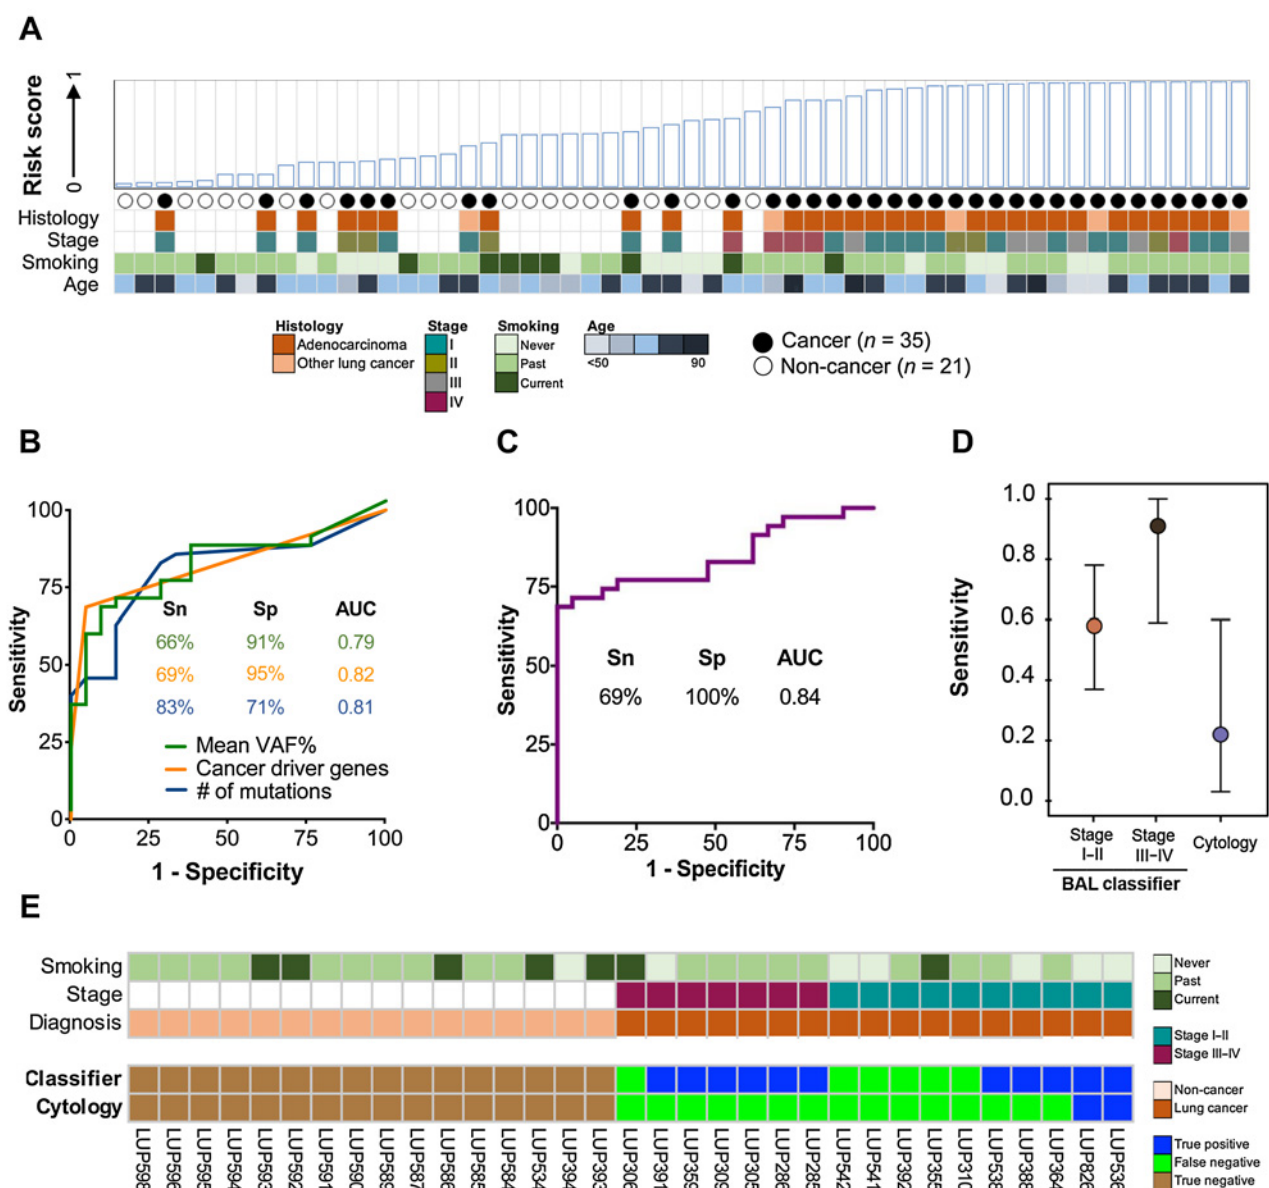 A
Risk score
0
1
Histology
Stage
Smoking
Age
Histology
Adenocarcinoma
Other lung cancer
Stage
I
II
III
IV
Smoking
Never
Past
Current
Age
<50
90
Cancer (n = 35)
Non-cancer (n = 21)
B
Sensitivity
100
75
50
25
0
Sn Sp AUC
66% 91% 0.79
69% 95% 0.82
83% 71% 0.81
Mean VAF%
Cancer driver genes
# of mutations
0 25 50 75 100
1 - Specificity
C
Sensitivity
100
75
50
25
0
Sn Sp AUC
69% 100% 0.84
0 25 50 75 100
1 - Specificity
D
Sensitivity
1.0
0.8
0.6
0.4
0.2
0.0
Stage
I–II
Stage
III–IV
Cytology
BAL classifier
E
Smoking
Stage
Diagnosis
Classifier
Cytology
Never
Past
Current
Stage I–II
Stage III–IV
Non-cancer
Lung cancer
True positive
False negative
True negative